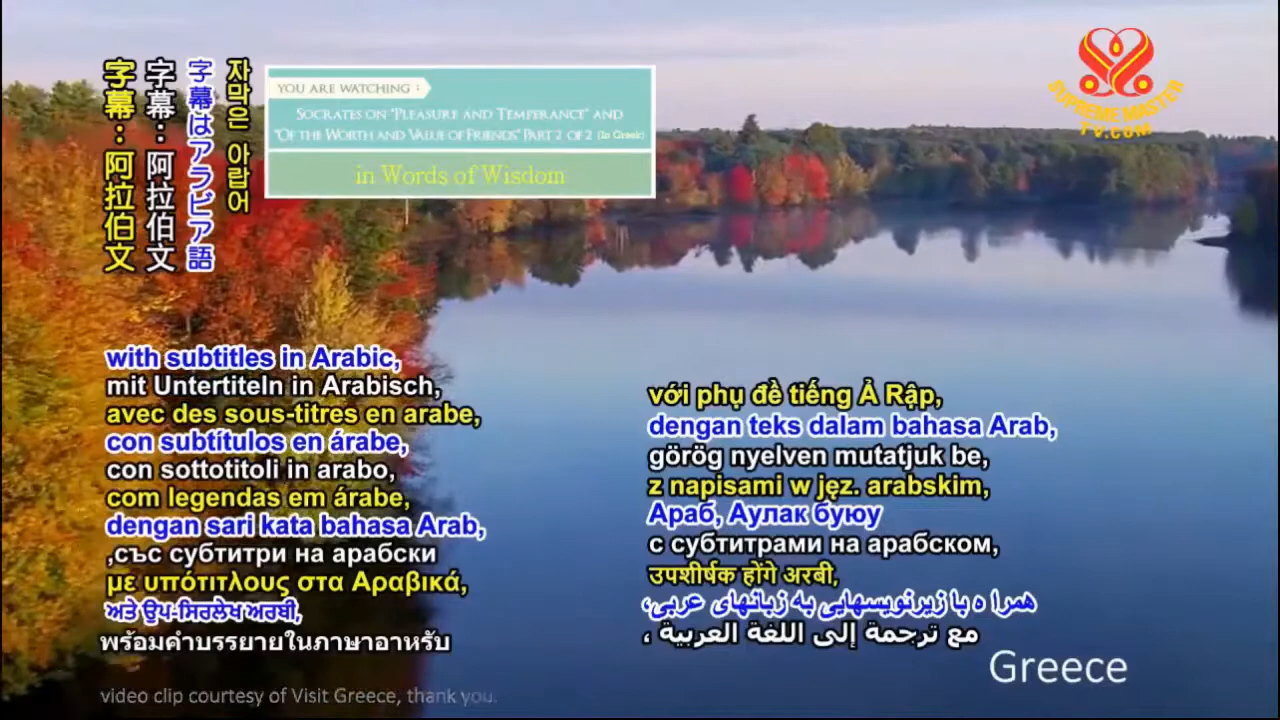 字幕：阿拉伯文
字幕：阿拉伯文
字幕はアラビア語
자막은 아랍어
YOU ARE WATCHING :
SOCRATES ON "PLEASURE AND TEMPERANCE" AND
"OF THE WORTH AND VALUE OF FRIENDS" PART 2 OF 2 (In Greek)
in Words of Wisdom
SUPREME MASTER
TV.COM
with subtitles in Arabic,
mit Untertiteln in Arabisch,
avec des sous-titres en arabe,
con subtítulos en árabe,
con sottotitoli in arabo,
com legendas em árabe,
dengan sari kata bahasa Arab,
,със субтитри на арабски
με υπότιτλους στα Αραβικά,
ਅਤੇ ਉਪ-ਸਿਰਲੇਖ ਅਰਬੀ,
พร้อมคำบรรยายในภาษาอาหรับ
với phụ đề tiếng Ả Rập,
dengan teks dalam bahasa Arab,
görög nyelven mutatjuk be,
z napisami w jęz. arabskim,
Араб, Аулак буюу
с субтитрами на арабском,
उपशीर्षक होंगे अरबी,
همرا ه با زیرنویسهایی به زبانهای عربی،
مع ترجمة إلى اللغة العربية ،
Greece
video clip courtesy of Visit Greece, thank you.